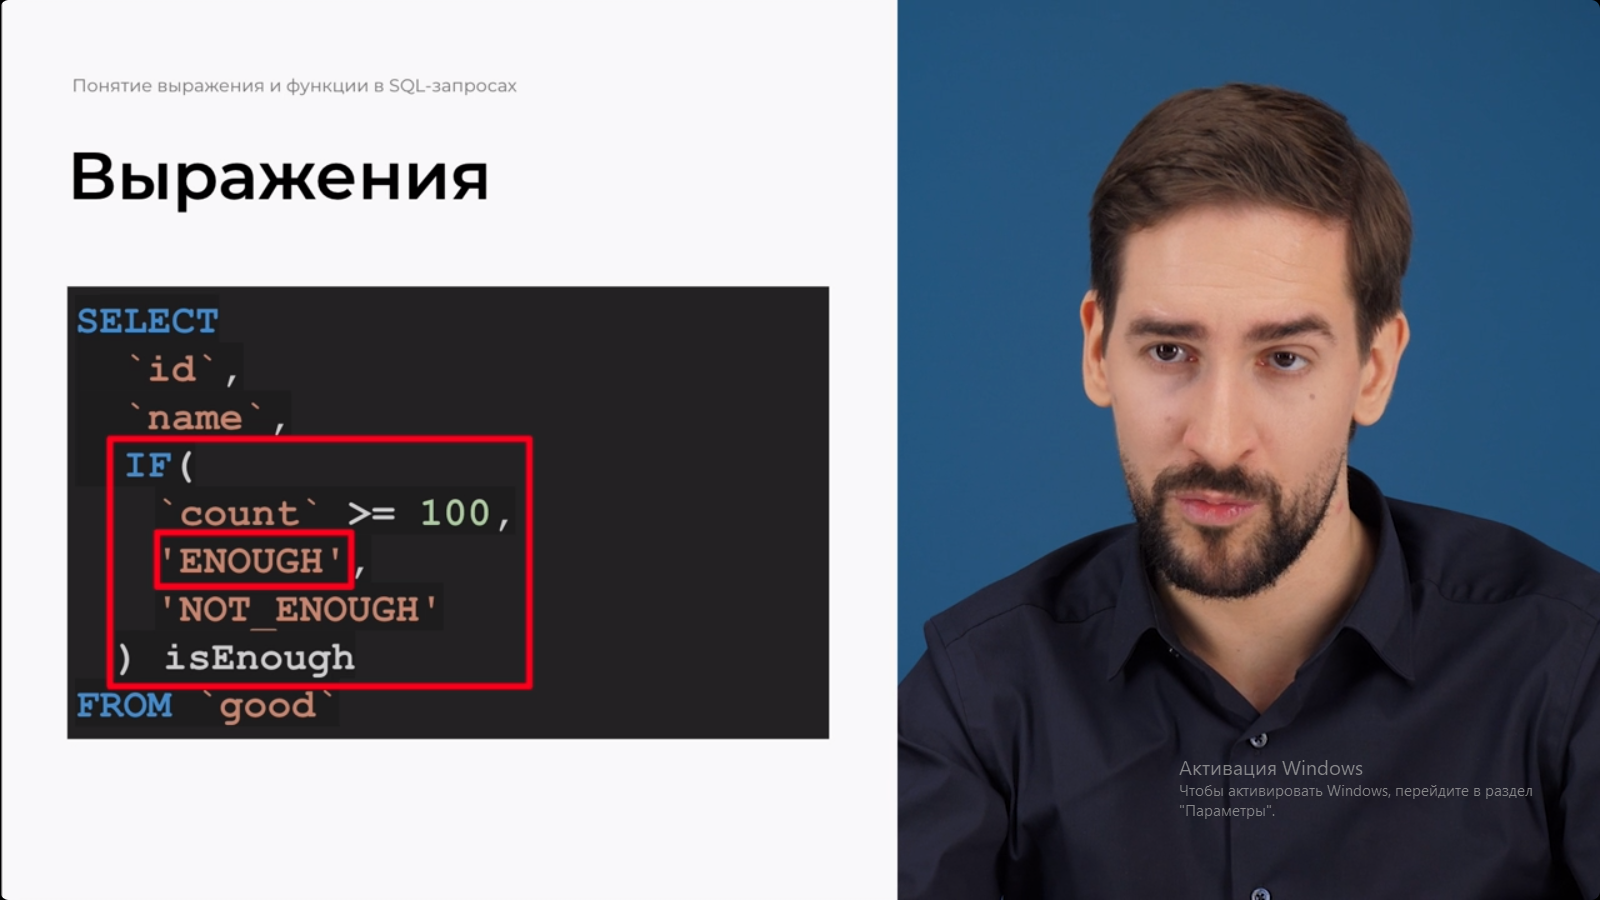 Понятие выражения и функции в SQL-запросах
Выражения
SELECT
`id`,
`name`,
IF(
`count` >= 100,
'ENOUGH',
'NOT_ENOUGH'
) isEnough
FROM `good`
Активация Windows
Чтобы активировать Windows, перейдите в раздел
"Параметры".